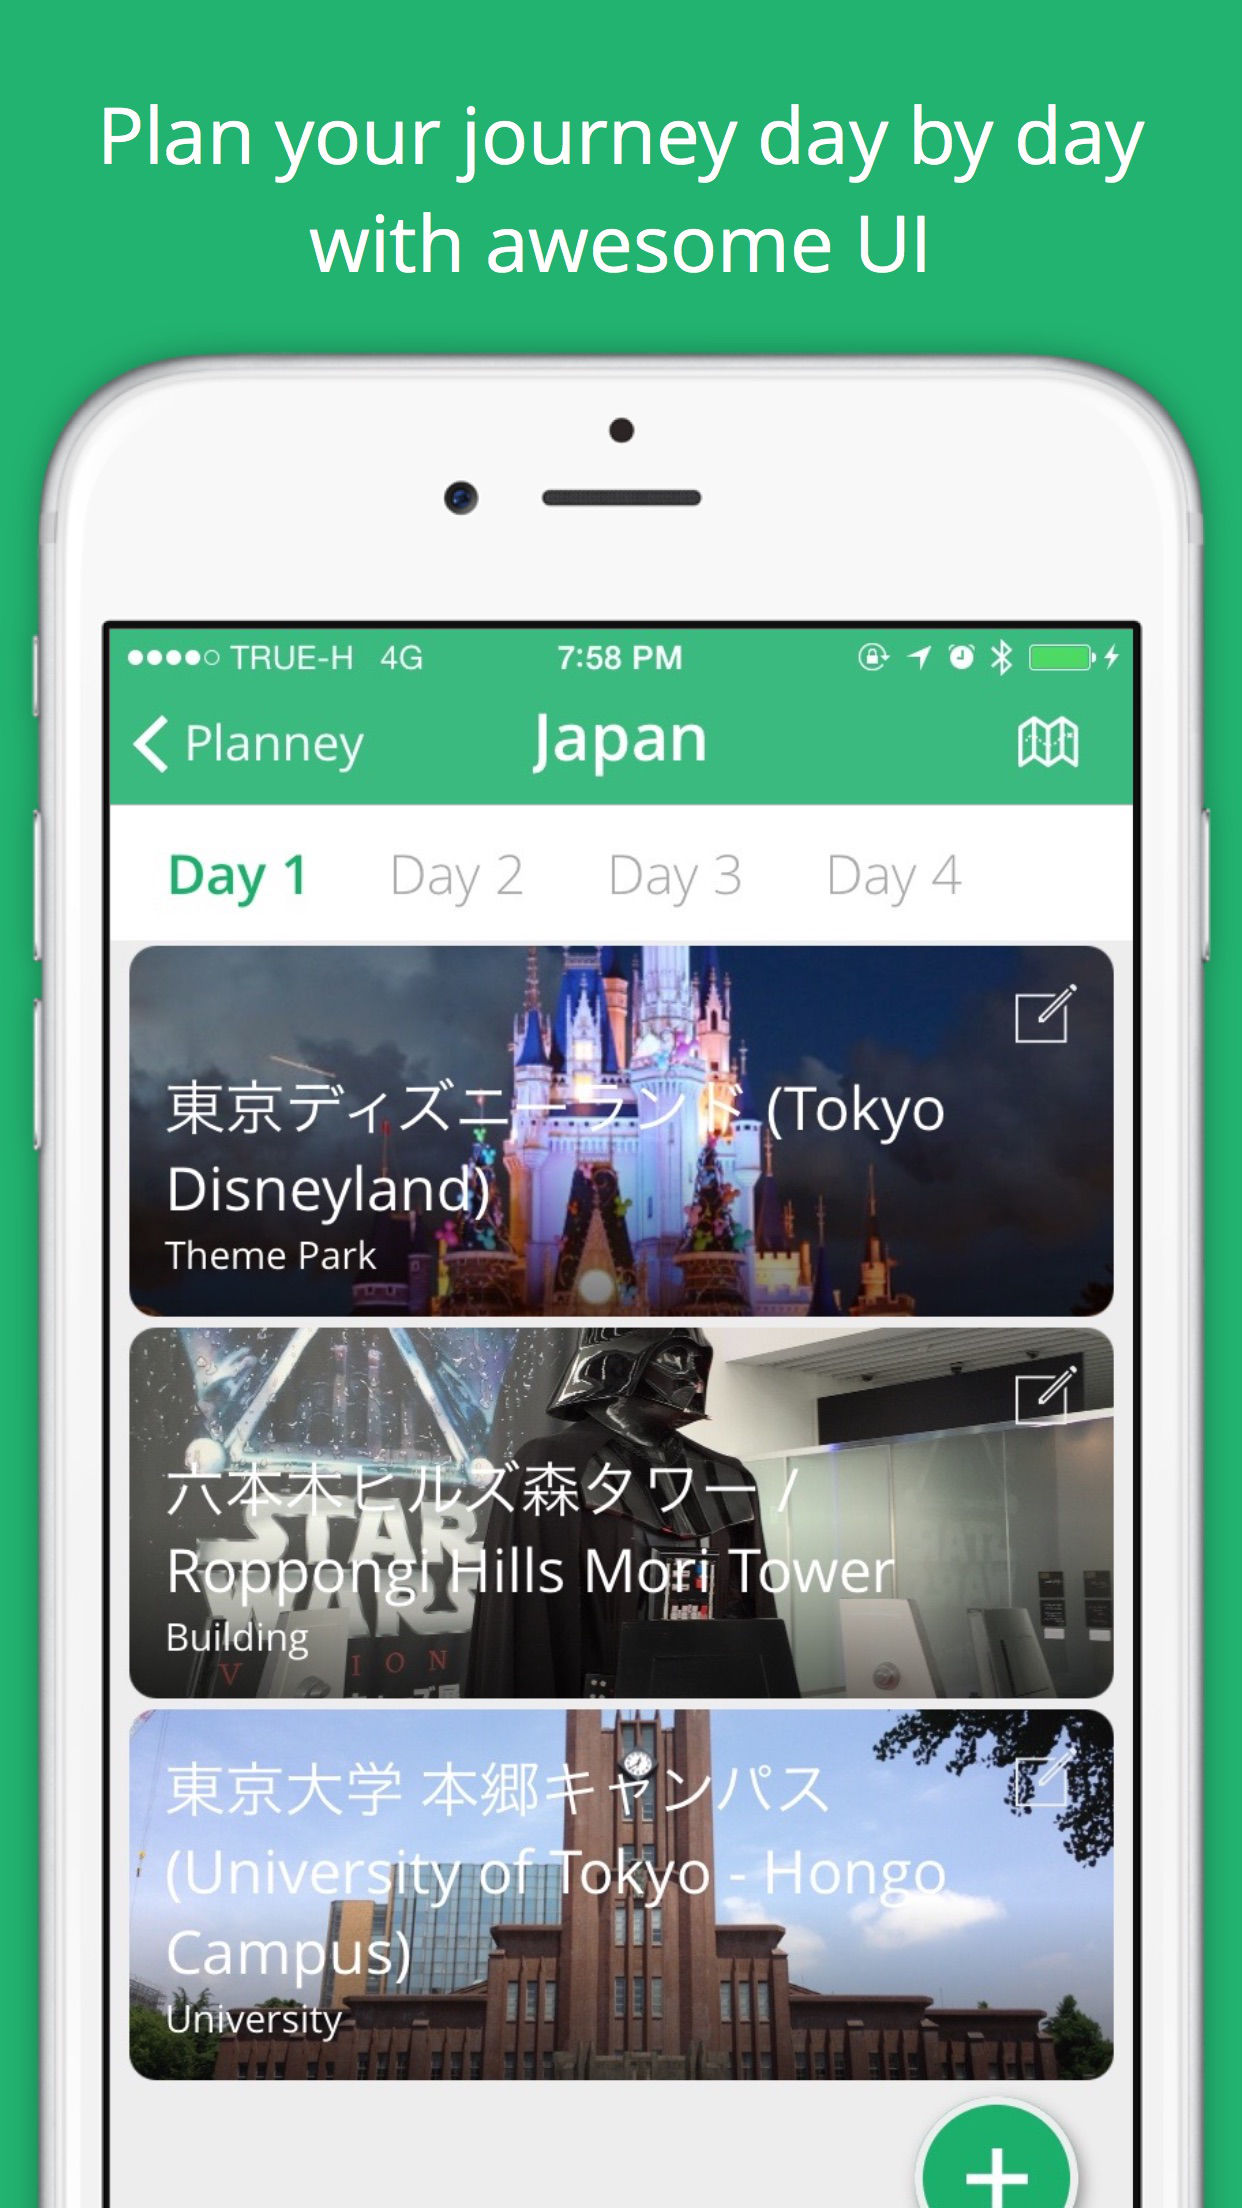 Plan your journey day by day
with awesome UI
TRUE-H 4G 7:58 PM
Planney Japan
Day 1 Day 2 Day 3 Day 4
東京ディズニーランド (Tokyo
Disneyland)
Theme Park
六本木ヒルズ森タワー /
STAR
Roppongi Hills Mori Tower
WARS
Building
V I O N
東京大学 本郷キャンパス
(University of Tokyo - Hongo
Campus)
University